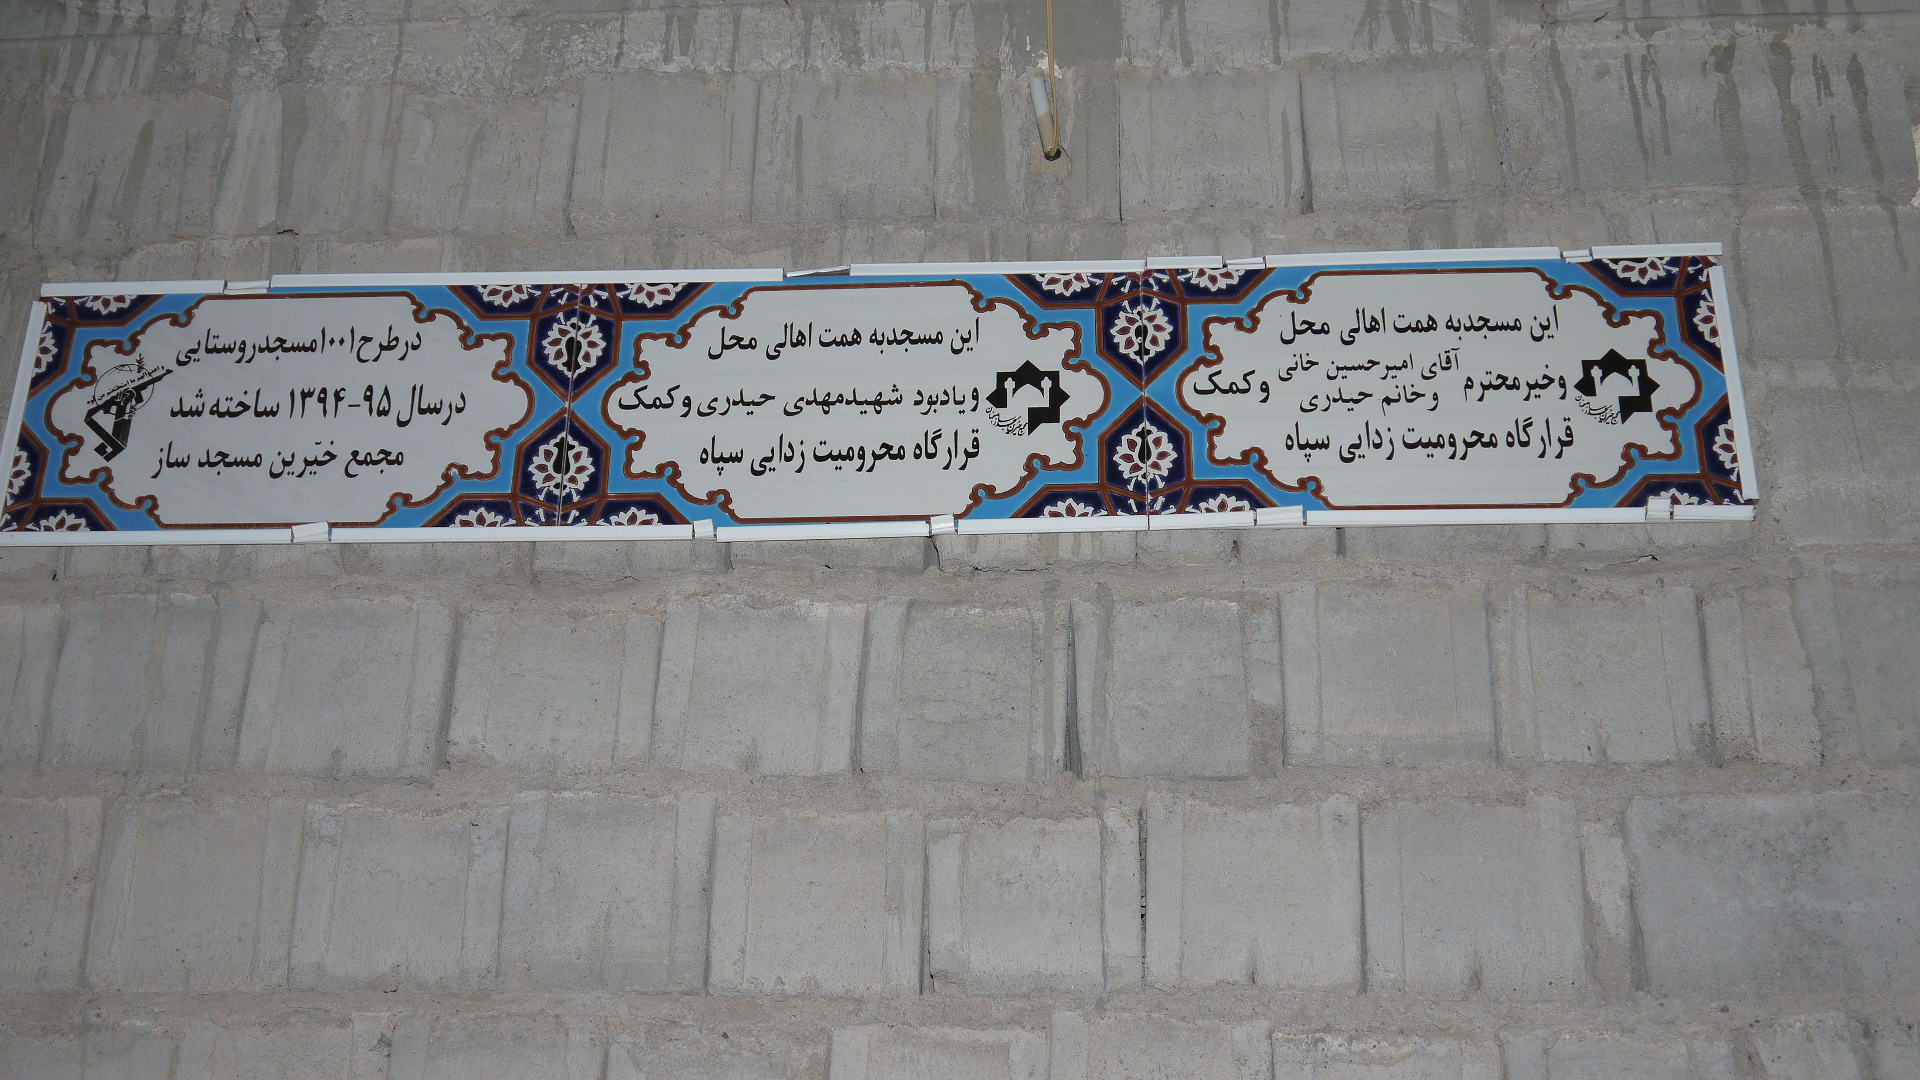 این مسجدبه همت اهالی محل
وخیرمحترم آقای امیرحسین خانی وخانم حیدری وکمک
قرارگاه محرومیت زدایی سپاه
این مسجدبه همت اهالی محل
ویادبود شهیدمهدی حیدری وکمک
قرارگاه محرومیت زدایی سپاه
درطرح۱۰۰۱مسجدروستایی
درسال ۹۵-۱۳۹۴ ساخته شد
مجمع خیّرین مسجد ساز